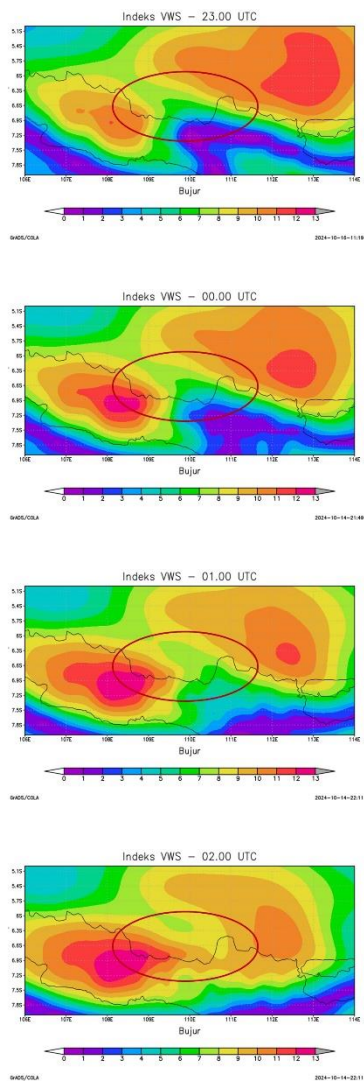 Indeks VWS - 23.00 UTC
5.1S
5.4S
5.7S
6S
6.3S
6.6S
6.9S
7.2S
7.5S
7.8S
106E 107E 108E 109E 110E 111E 112E 113E 114E
Bujur
0 1 2 3 4 5 6 7 8 9 10 11 12 13
GrADS/COLA
Indeks VWS - 00.00 UTC
5.1S
5.4S
5.7S
6S
6.3S
6.6S
6.9S
7.2S
7.5S
7.8S
106E 107E 108E 109E 110E 111E 112E 113E 114E
Bujur
0 1 2 3 4 5 6 7 8 9 10 11 12 13
GrADS/COLA 2024-10-14-21:49
Indeks VWS - 01.00 UTC
5.1S
5.4S
5.7S
6S
6.3S
6.6S
6.9S
7.2S
7.5S
7.8S
106E 107E 108E 109E 110E 111E 112E 113E 114E
Bujur
0 1 2 3 4 5 6 7 8 9 10 11 12 13
GrADS/COLA 2024-10-14-22:11
Indeks VWS - 02.00 UTC
5.1S
5.4S
5.7S
6S
6.3S
6.6S
6.9S
7.2S
7.5S
7.8S
106E 107E 108E 109E 110E 111E 112E 113E 114E
Bujur
0 1 2 3 4 5 6 7 8 9 10 11 12 13
GrADS/COLA 2024-10-14-22:11